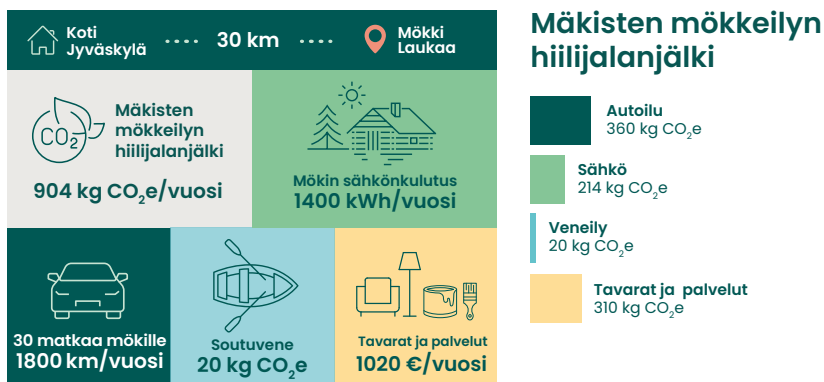 Koti
Jyväskylä
30 km
Mökki
Laukaa
CO2
Mäkisten
mökkeilyn
hiilijalanjälki
904 kg CO₂e/vuosi
Mökin sähkönkulutus
1400 kWh/vuosi
30 matkaa mökille
1800 km/vuosi
Soutuvene
20 kg CO₂e
Tavarat ja palvelut
1020 €/vuosi
Mäkisten mökkeilyn
hiilijalanjälki
Autoilu
360 kg CO₂e
Sähkö
214 kg CO₂e
Veneily
20 kg CO₂e
Tavarat ja palvelut
310 kg CO₂e